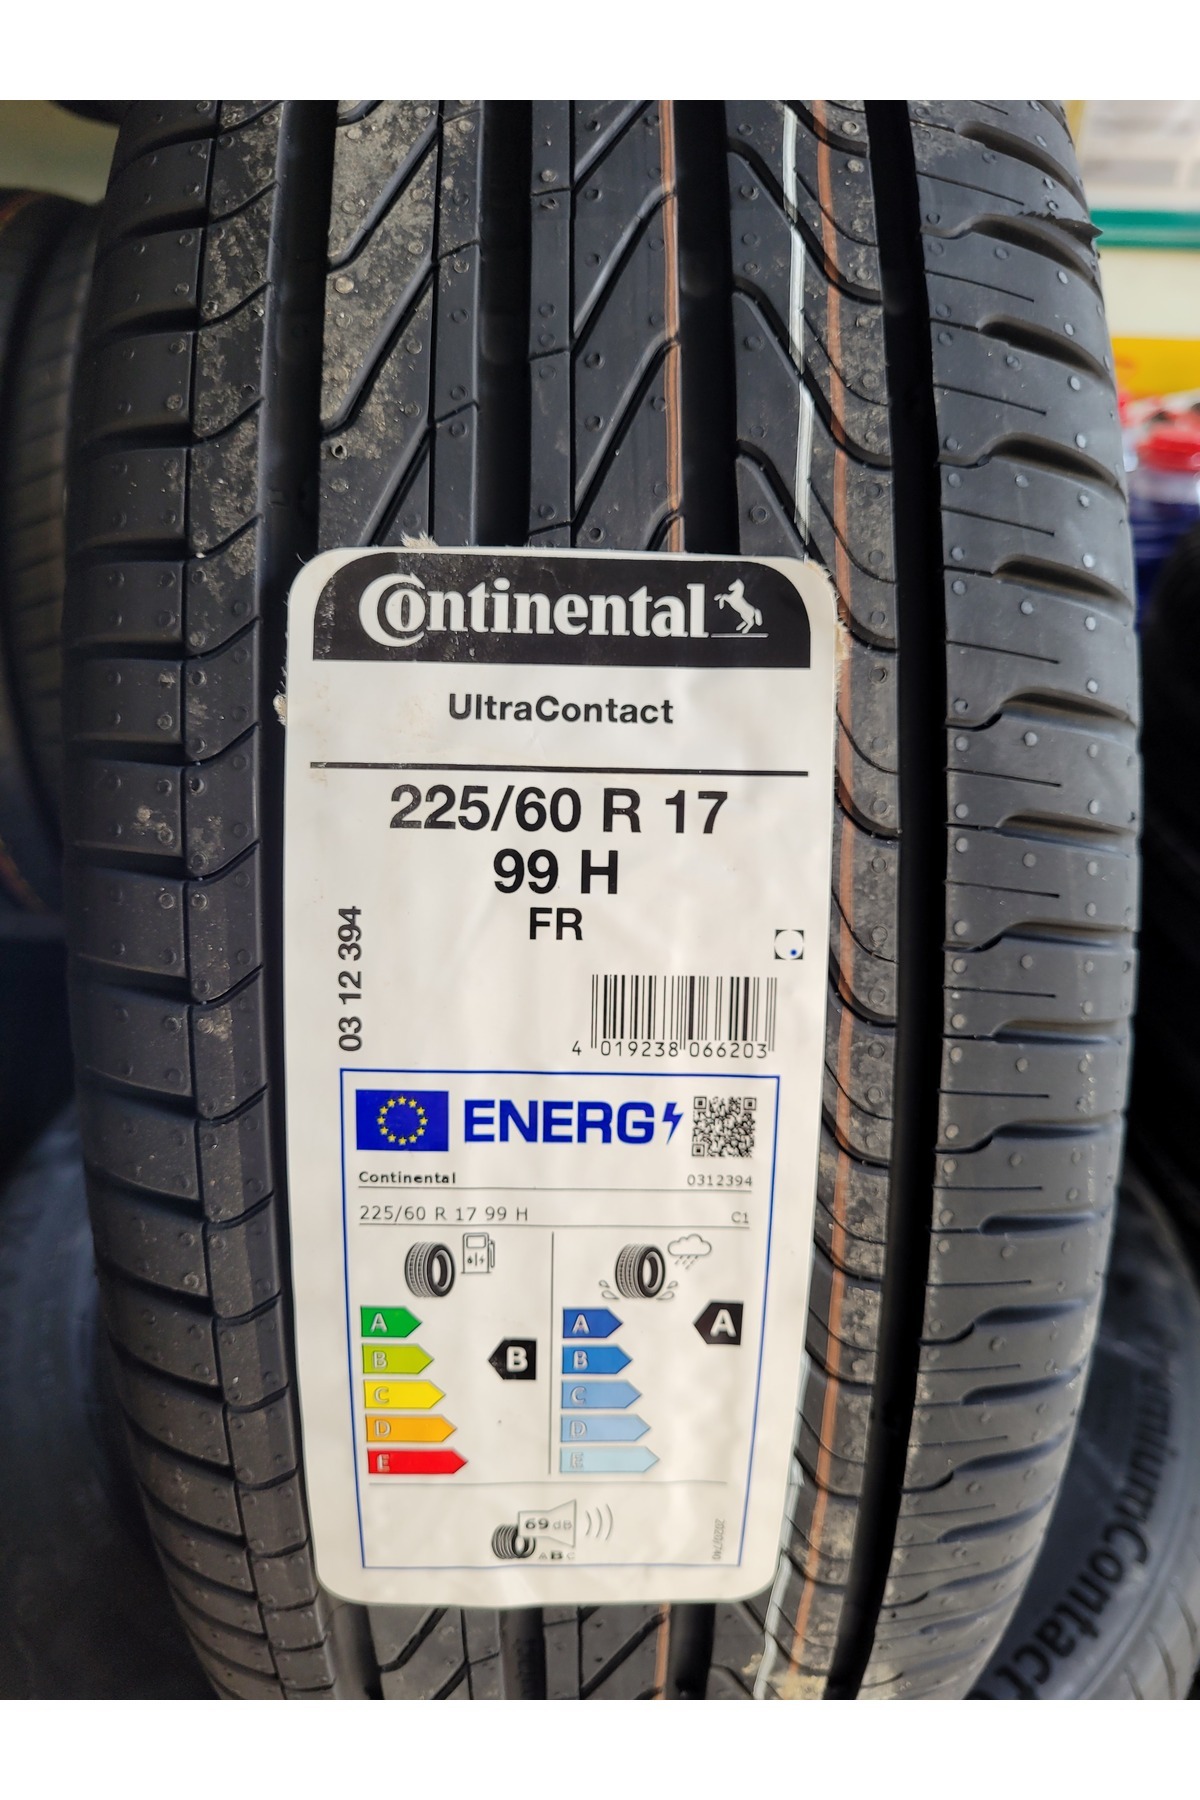 Continental
UltraContact
225/60 R 17
99 H
FR
03 12 394
4 019238 066203
ENERG
Continental 0312394
225/60 R 17 99 H C1
A
B
C
D
E
B
A
B
C
D
E
A
69 dB
ABC
2020/740
PremiumContact